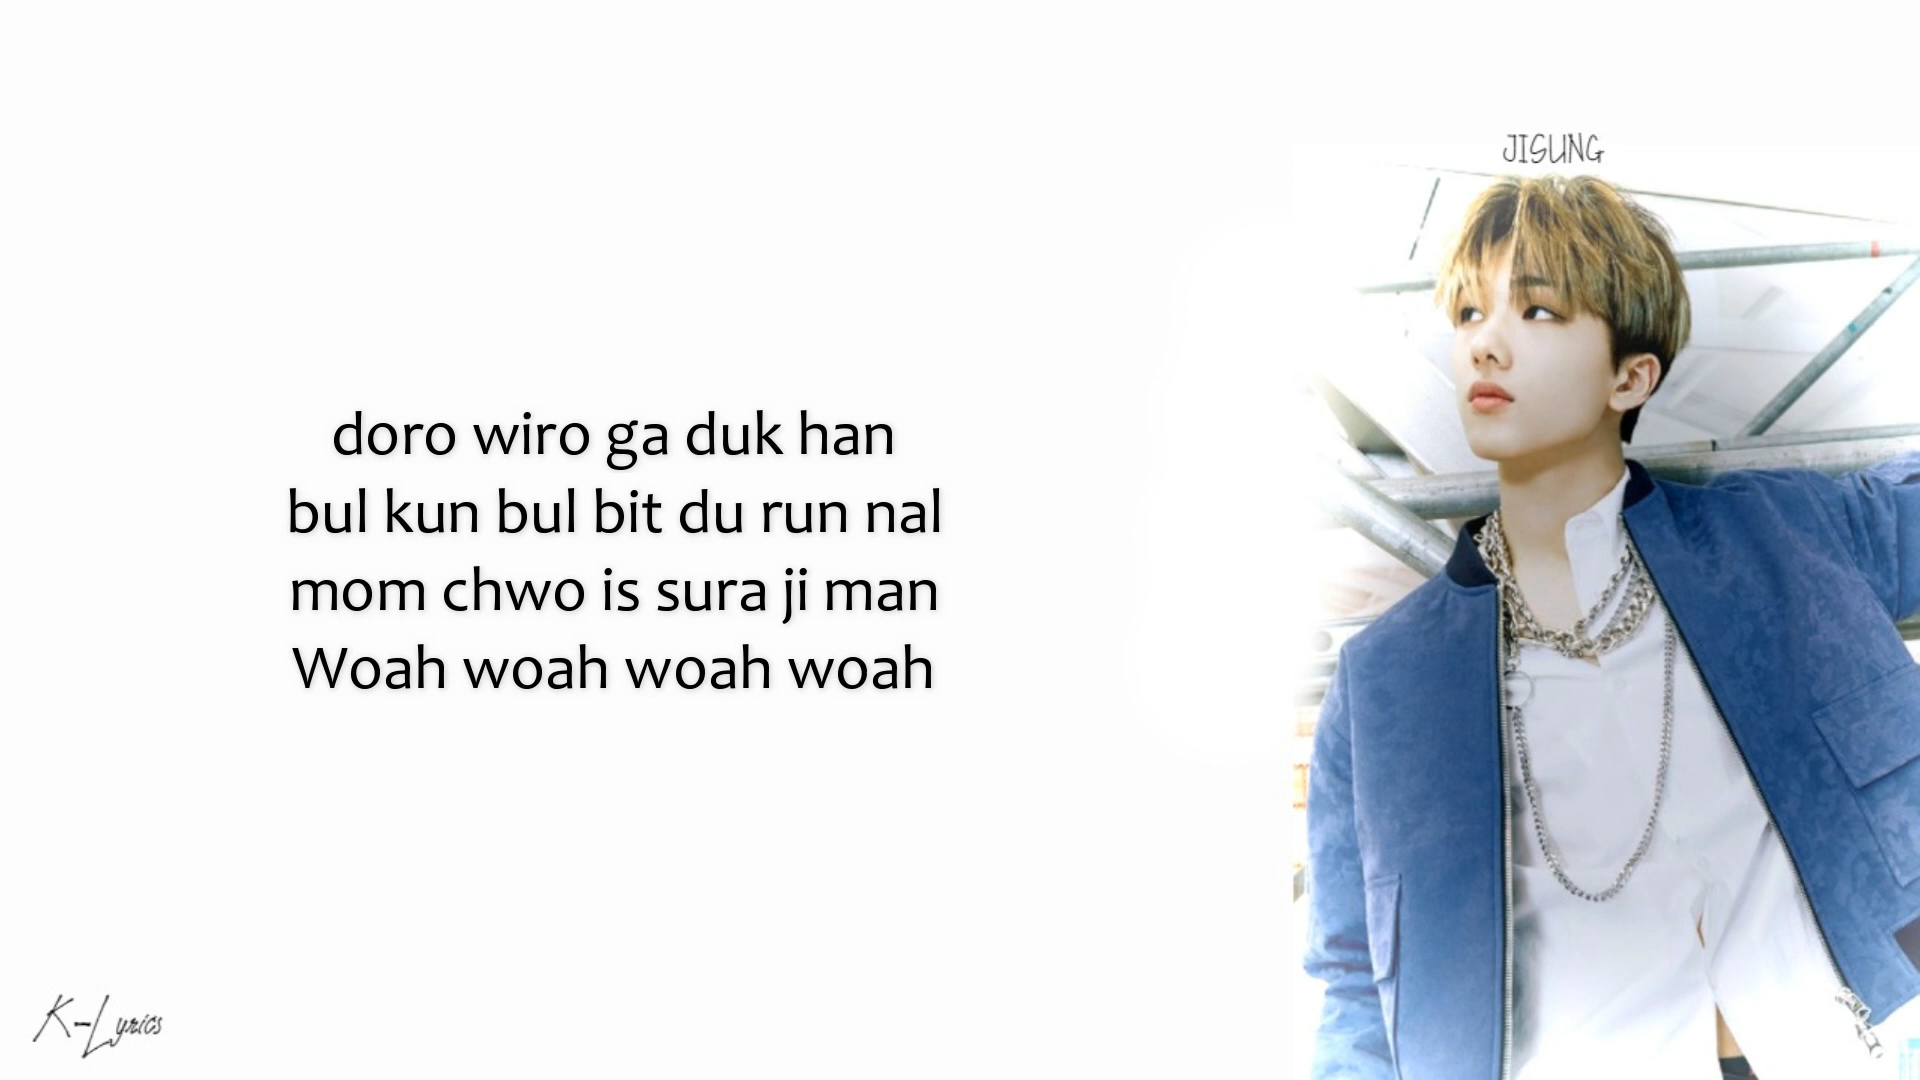 JISUNG
doro wiro ga duk han
bul kun bul bit du run nal
mom chwo is sura ji man
Woah woah woah woah
K-Lyrics